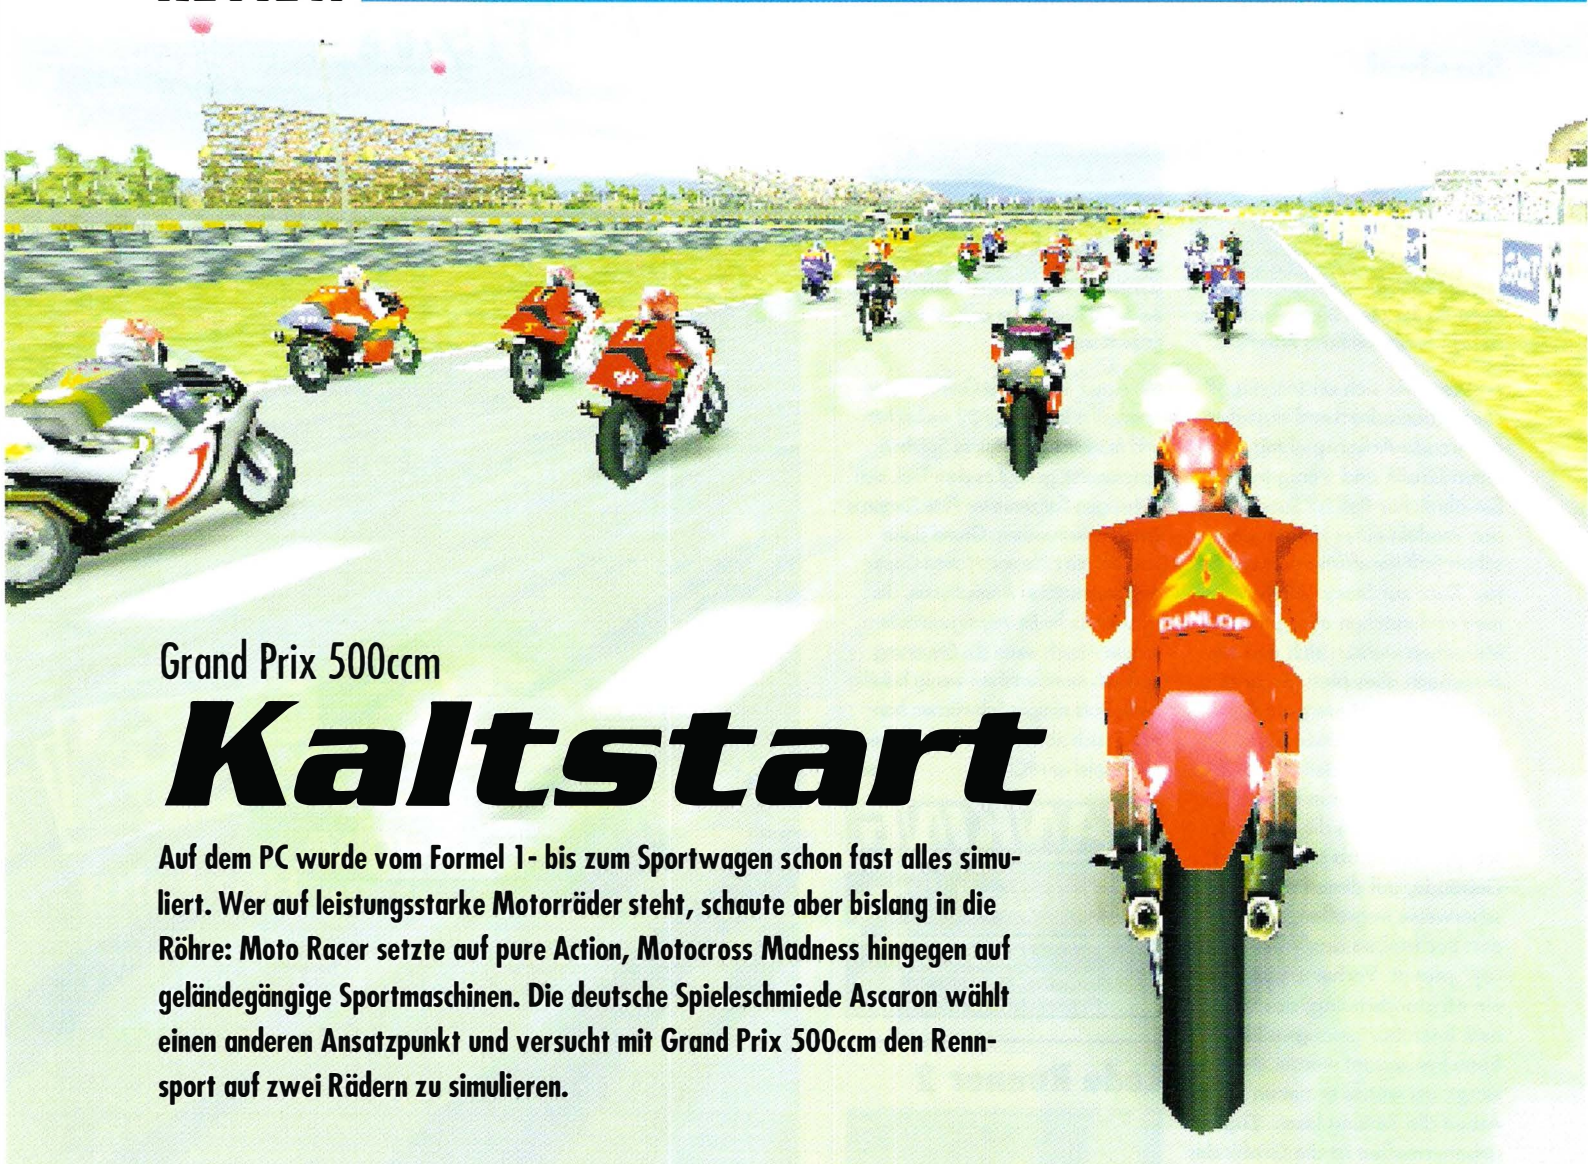 REVIEW
DUNLOP
Grand Prix 500ccm
Kaltstart
Auf dem PC wurde vom Formel 1- bis zum Sportwagen schon fast alles simu-
liert. Wer auf leistungsstarke Motorräder steht, schaute aber bislang in die
Röhre: Moto Racer setzte auf pure Action, Motocross Madness hingegen auf
geländegängige Sportmaschinen. Die deutsche Spieleschmiede Ascaron wählt
einen anderen Ansatzpunkt und versucht mit Grand Prix 500ccm den Renn-
sport auf zwei Rädern zu simulieren.